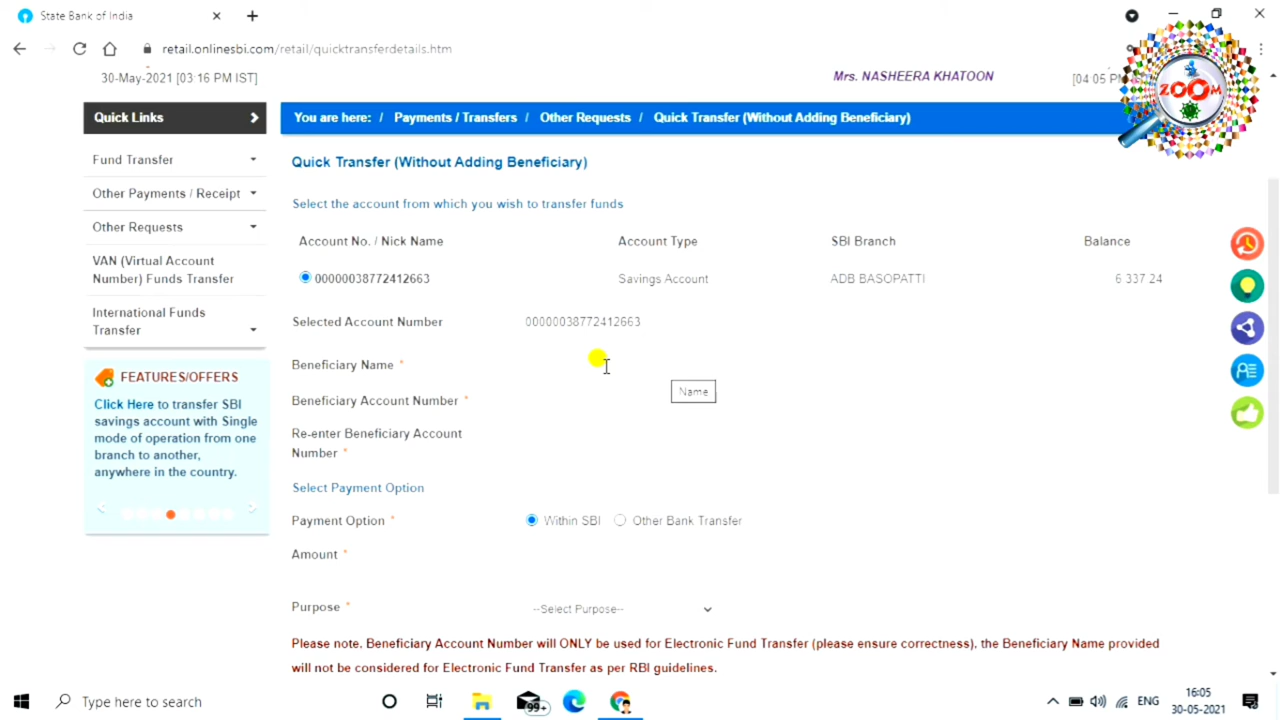 State Bank of India
retail.onlinesbi.com/retail/quicktransferdetails.htm
30-May-2021 [03:16 PM IST]
Mrs. NASHEERA KHATOON
[04:05 PM
ZOOM
Quick Links
You are here: / Payments / Transfers / Other Requests / Quick Transfer (Without Adding Beneficiary)
Fund Transfer
Other Payments / Receipt
Other Requests
VAN (Virtual Account
Number) Funds Transfer
International Funds
Transfer
FEATURES/OFFERS
Click Here to transfer SBI
savings account with Single
mode of operation from one
branch to another,
anywhere in the country.
Quick Transfer (Without Adding Beneficiary)
Select the account from which you wish to transfer funds
Account No. / Nick Name Account Type SBI Branch Balance
00000038772412663 Savings Account ADB BASOPATTI 6 337 24
Selected Account Number 00000038772412663
Beneficiary Name *
Name
Beneficiary Account Number *
Re-enter Beneficiary Account
Number *
Select Payment Option
Payment Option * Within SBI Other Bank Transfer
Amount *
Purpose * --Select Purpose--
Please note, Beneficiary Account Number will ONLY be used for Electronic Fund Transfer (please ensure correctness), the Beneficiary Name provided
will not be considered for Electronic Fund Transfer as per RBI guidelines.
Type here to search
99+
ENG
16:05
30-05-2021